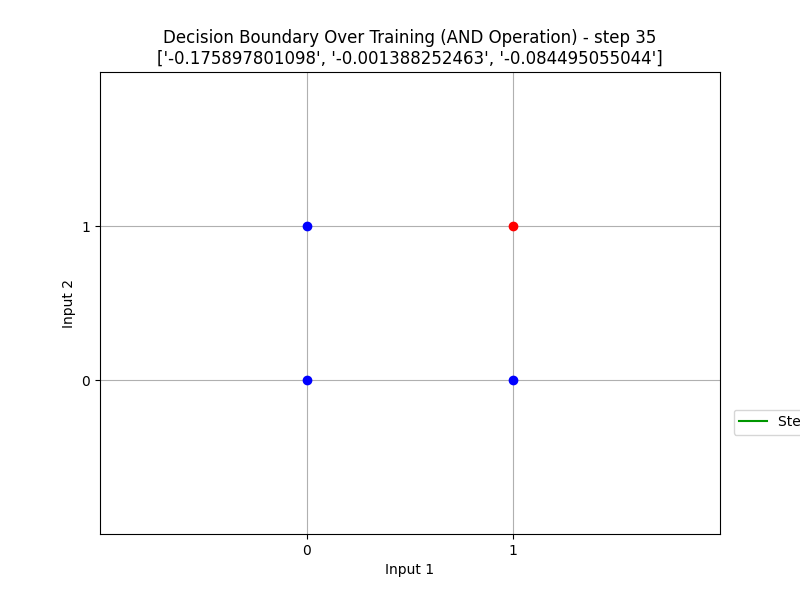 Decision Boundary Over Training (AND Operation) - step 35
['-0.175897801098', '-0.001388252463', '-0.084495055044']
1
Input 2
0
Ste
0
1
Input 1